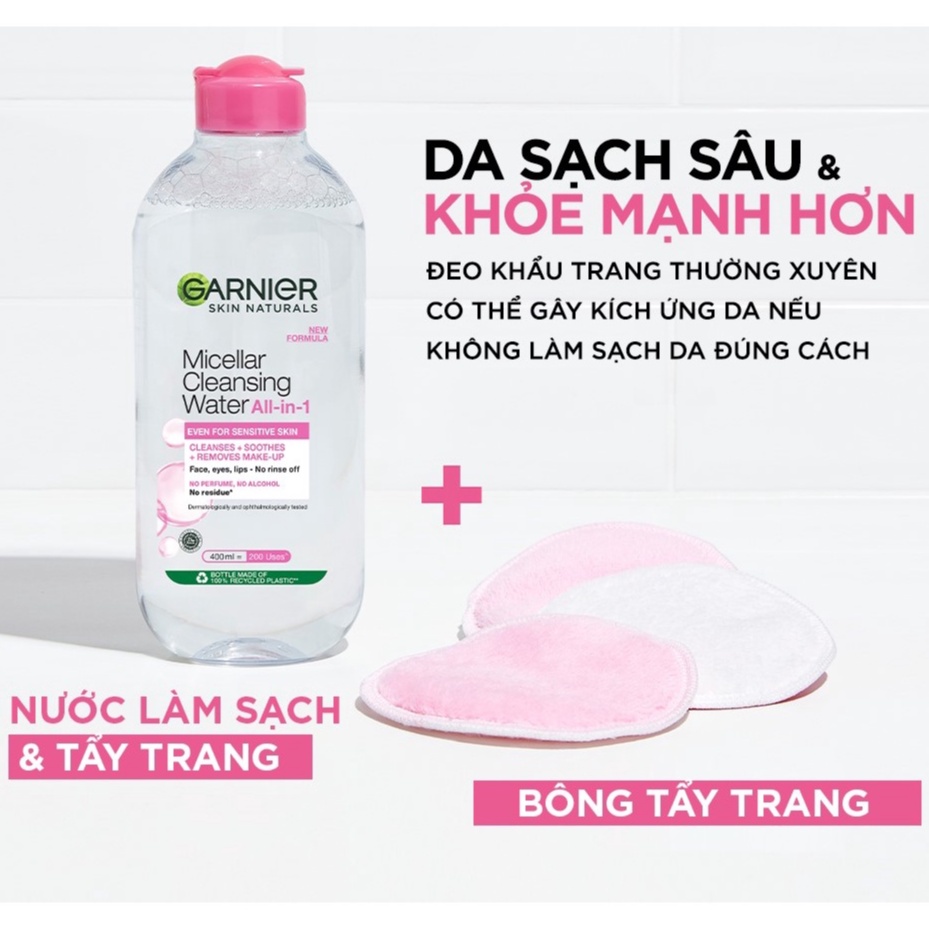 GARNIER
SKIN NATURALS
NEW
FORMULA
Micellar
Cleansing
Water All-in-1
EVEN FOR SENSITIVE SKIN
CLEANSES + SOOTHES
+ REMOVES MAKE-UP
Face, eyes, lips • No rinse off
NO PERFUME, NO ALCOHOL
No residue*
Dermatologically and ophthalmologically tested
400ml = 200 Uses*
BOTTLE MADE OF
100% RECYCLED PLASTIC**
DA SẠCH SÂU &
KHỎE MẠNH HƠN
ĐEO KHẨU TRANG THƯỜNG XUYÊN
CÓ THỂ GÂY KÍCH ỨNG DA NẾU
KHÔNG LÀM SẠCH DA ĐÚNG CÁCH
+
NƯỚC LÀM SẠCH
& TẨY TRANG
BÔNG TẨY TRANG